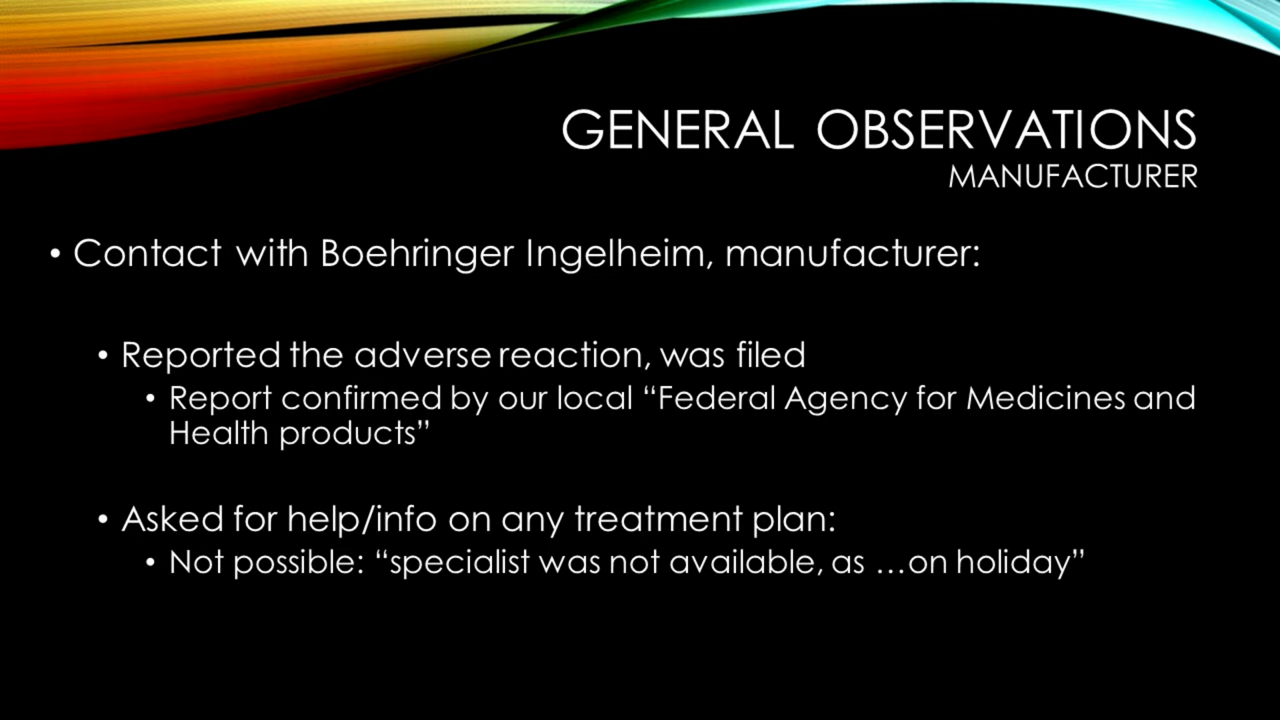 GENERAL OBSERVATIONS
MANUFACTURER
• Contact with Boehringer Ingelheim, manufacturer:
• Reported the adverse reaction, was filed
• Report confirmed by our local “Federal Agency for Medicines and
Health products”
• Asked for help/info on any treatment plan:
• Not possible: “specialist was not available, as …on holiday”